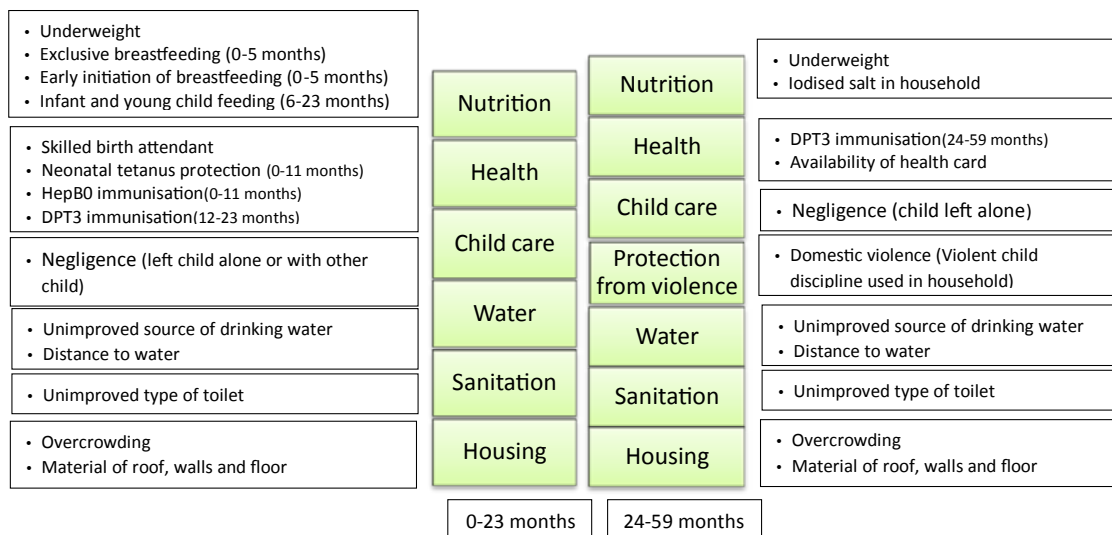 • Underweight
• Exclusive breastfeeding (0-5 months)
• Early initiation of breastfeeding (0-5 months)
• Infant and young child feeding (6-23 months)
• Skilled birth attendant
• Neonatal tetanus protection (0-11 months)
• HepB0 immunisation(0-11 months)
• DPT3 immunisation(12-23 months)
• Negligence (left child alone or with other
child)
• Unimproved source of drinking water
• Distance to water
• Unimproved type of toilet
• Overcrowding
• Material of roof, walls and floor
Nutrition
Health
Child care
Water
Sanitation
Housing
0-23 months
Nutrition
Health
Child care
Protection
from violence
Water
Sanitation
Housing
24-59 months
• Underweight
• Iodised salt in household
• DPT3 immunisation(24-59 months)
• Availability of health card
• Negligence (child left alone)
• Domestic violence (Violent child
discipline used in household)
• Unimproved source of drinking water
• Distance to water
• Unimproved type of toilet
• Overcrowding
• Material of roof, walls and floor